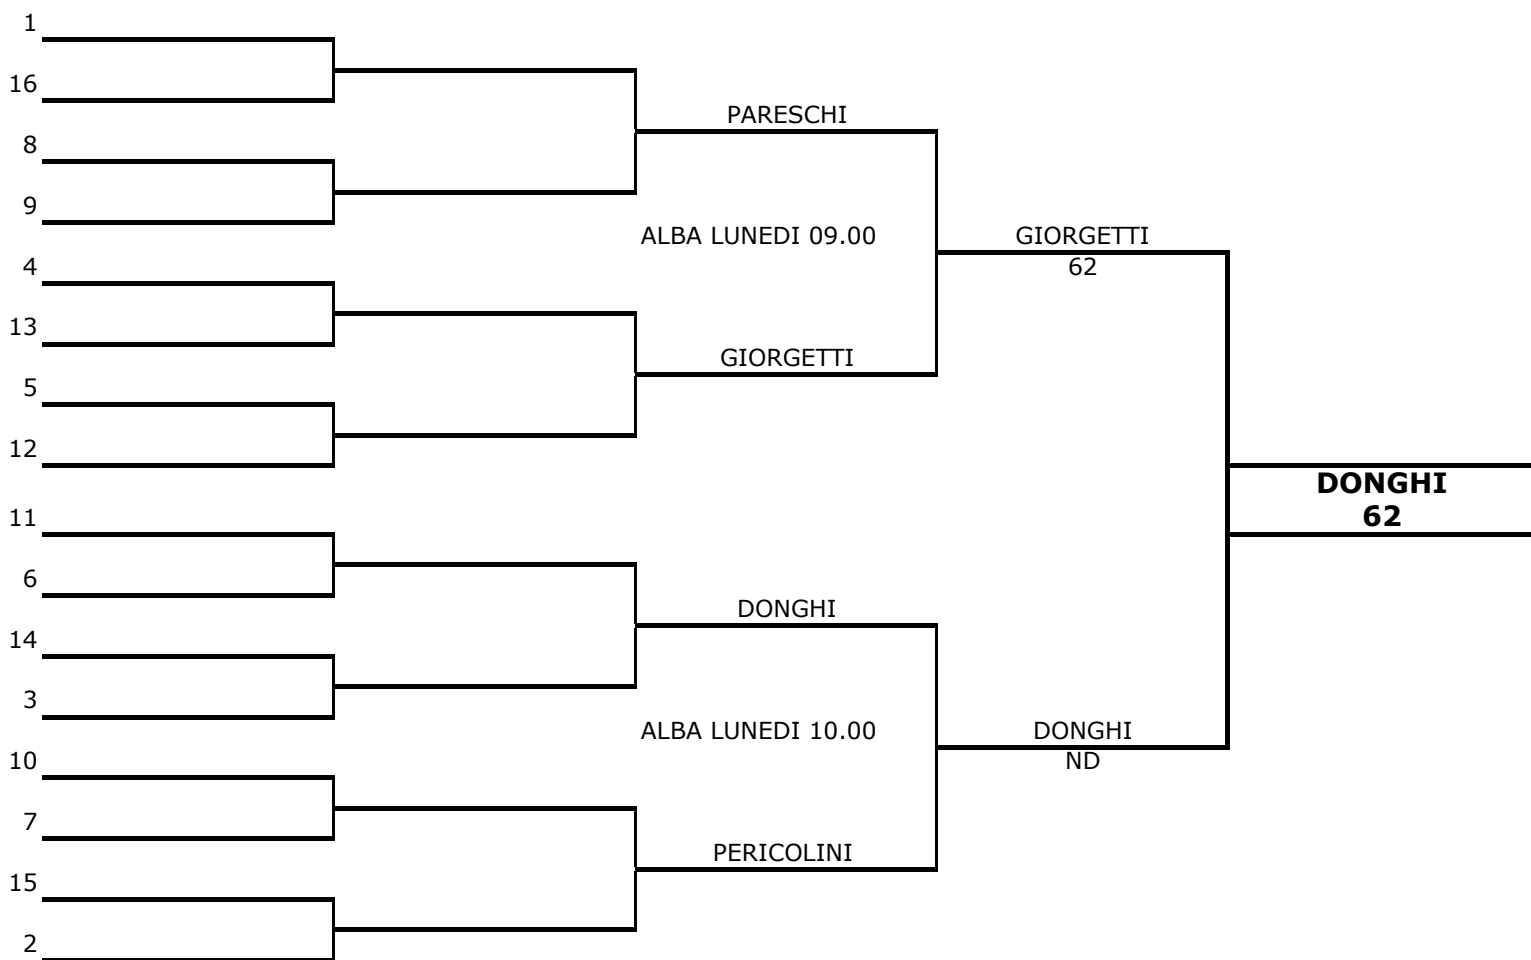 1
16
PARESCHI
8
9
ALBA LUNEDI 09.00
GIORGETTI
62
4
13
GIORGETTI
5
12
DONGHI
62
11
6
DONGHI
14
3
ALBA LUNEDI 10.00
DONGHI
ND
10
7
PERICOLINI
15
2